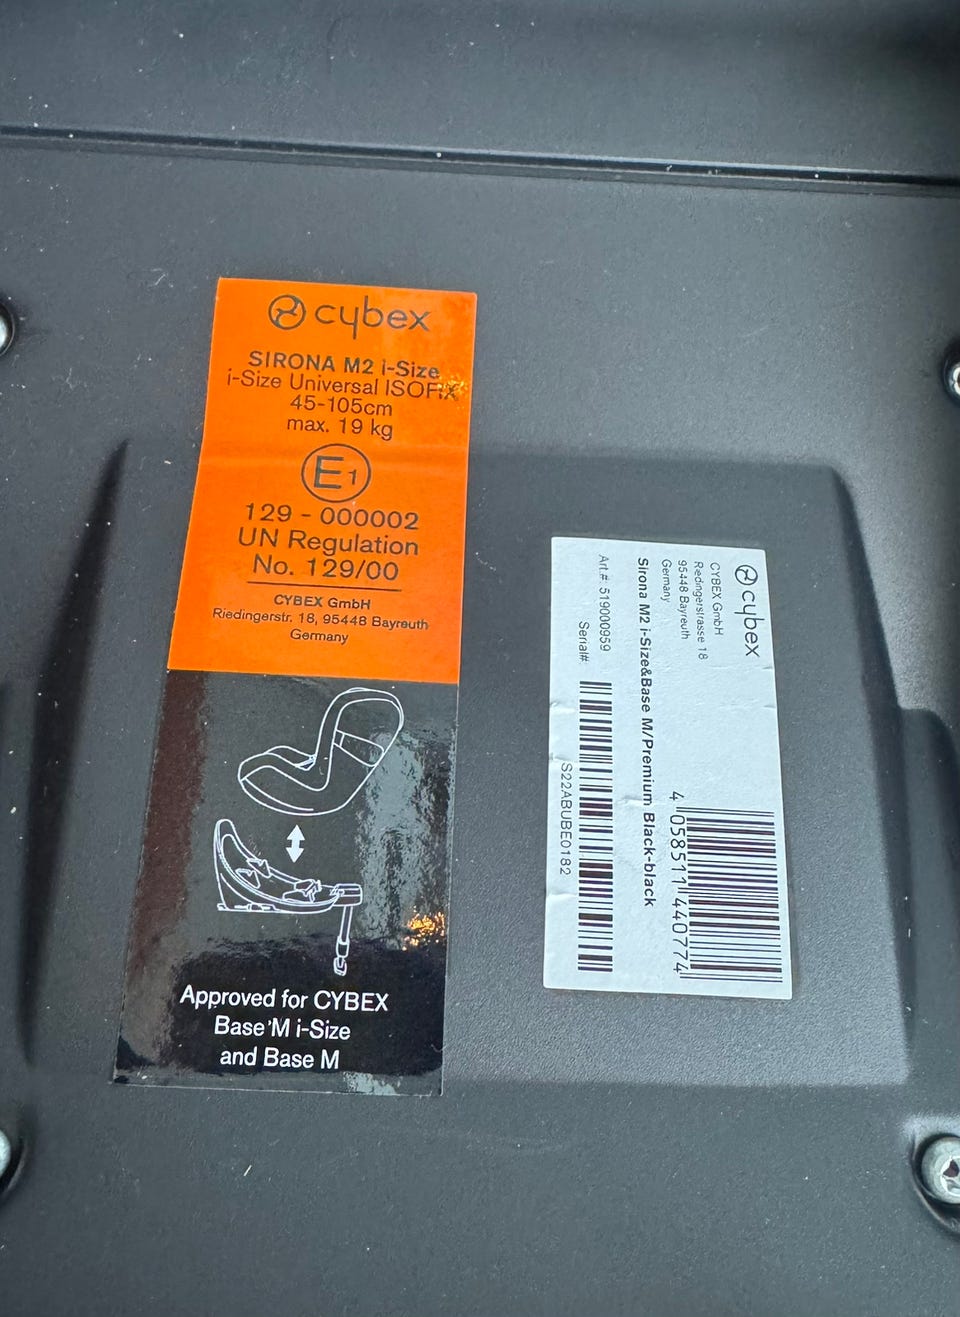 cybex
SIRONA M2 i-Size
i-Size Universal ISOFIX
45-105cm
max. 19 kg
E1
129 - 000002
UN Regulation
No. 129/00
CYBEX GmbH
Riedingerstr. 18, 95448 Bayreuth
Germany
Approved for CYBEX
Base M i-Size
and Base M
cybex
CYBEX GmbH
Riedingerstrasse 18
95448 Bayreuth
Germany
4 058511 440774
Sirona M2 i-Size&Base M/Premium Black-black
Art.#: 519000959 Serial#:
S22ABUBE0182